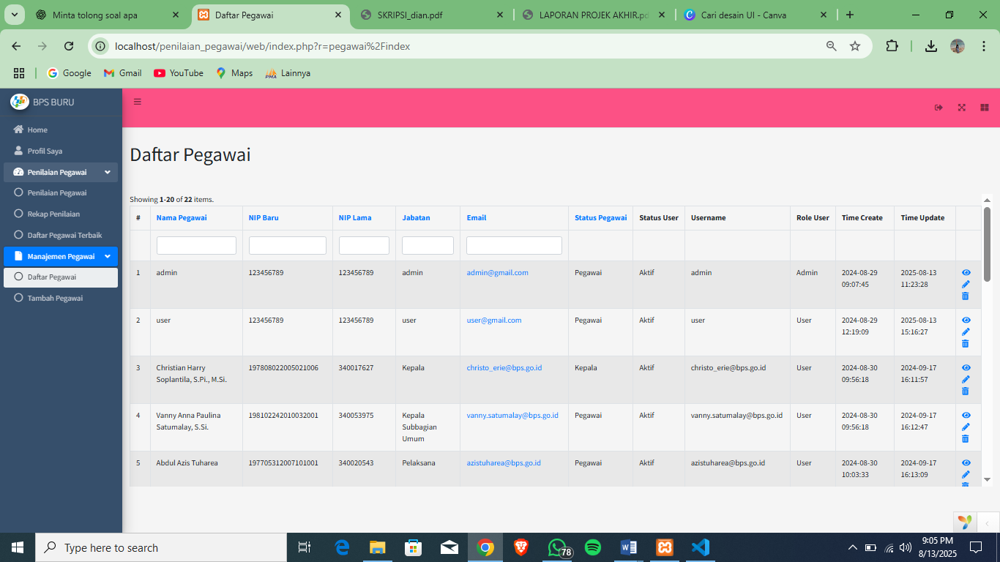 Minta tolong soal apa
Daftar Pegawai
SKRIPSI_dian.pdf
LAPORAN PROJEK AKHIR.pd
Cari desain UI - Canva
localhost/penilaian_pegawai/web/index.php?r=pegawai%2Findex
Google
Gmail
YouTube
Maps
Lainnya
BPS BURU
Home
Profil Saya
Penilaian Pegawai
Penilaian Pegawai
Rekap Penilaian
Daftar Pegawai Terbaik
Manajemen Pegawai
Daftar Pegawai
Tambah Pegawai
Daftar Pegawai
Showing 1-20 of 22 items.
# Nama Pegawai NIP Baru NIP Lama Jabatan Email Status Pegawai Status User Username Role User Time Create Time Update
1 admin 123456789 123456789 admin admin@gmail.com Pegawai Aktif admin Admin 2024-08-29 2025-08-13
09:07:45 11:23:28
2 user 123456789 123456789 user user@gmail.com Pegawai Aktif user User 2024-08-29 2025-08-13
12:19:09 15:16:27
3 Christian Harry 197808022005021006 340017627 Kepala christo_erie@bps.go.id Kepala Aktif christo_erie@bps.go.id User 2024-08-30 2024-09-17
Soplantila, S.Pi., M.Si. 09:56:18 16:11:57
4 Vanny Anna Paulina 198102242010032001 340053975 Kepala vanny.satumalay@bps.go.id Pegawai Aktif vanny.satumalay@bps.go.id User 2024-08-30 2024-09-17
Satumalay, S.Si. Subbagian 09:56:18 16:12:47
Umum
5 Abdul Azis Tuharea 197705312007101001 340020543 Pelaksana azistuharea@bps.go.id Pegawai Aktif azistuharea@bps.go.id User 2024-08-30 2024-09-17
10:03:33 16:13:09
Type here to search
78
9:05 PM
8/13/2025